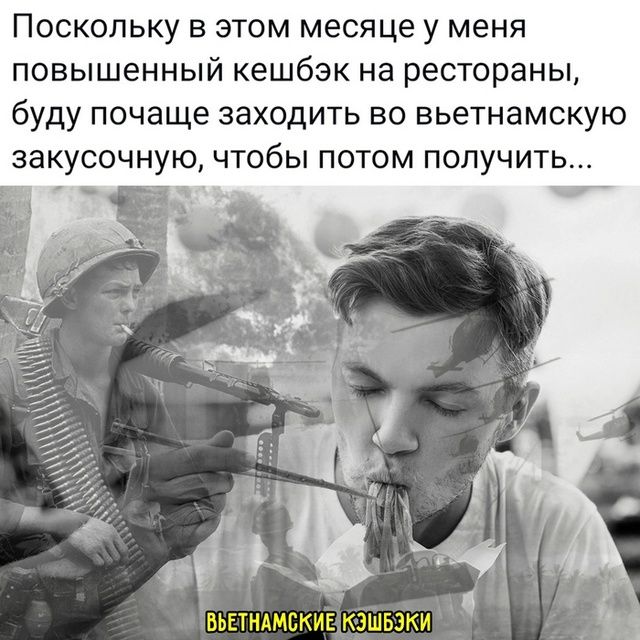 Поскольку в этом месяце у меня
повышенный кешбэк на рестораны,
буду почаще заходить во вьетнамскую
закусочную, чтобы потом получить...
ВЬЕТНАМСКИЕ КЭШБЭКИ